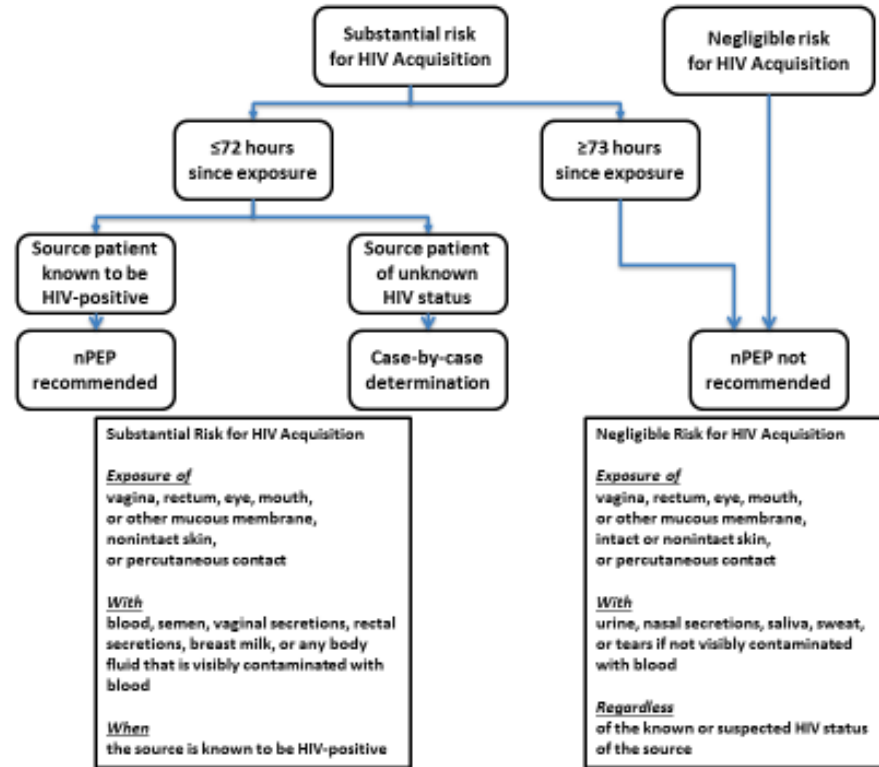 Substantial risk
for HIV Acquisition
Negligible risk
for HIV Acquisition
≤72 hours
since exposure
≥73 hours
since exposure
Source patient
known to be
HIV-positive
Source patient
of unknown
HIV status
nPEP
recommended
Case-by-case
determination
nPEP not
recommended
Substantial Risk for HIV Acquisition
Exposure of
vagina, rectum, eye, mouth,
or other mucous membrane,
nonintact skin,
or percutaneous contact
With
blood, semen, vaginal secretions, rectal
secretions, breast milk, or any body
fluid that is visibly contaminated with
blood
When
the source is known to be HIV-positive
Negligible Risk for HIV Acquisition
Exposure of
vagina, rectum, eye, mouth,
or other mucous membrane,
intact or nonintact skin,
or percutaneous contact
With
urine, nasal secretions, saliva, sweat,
or tears if not visibly contaminated
with blood
Regardless
of the known or suspected HIV status
of the source